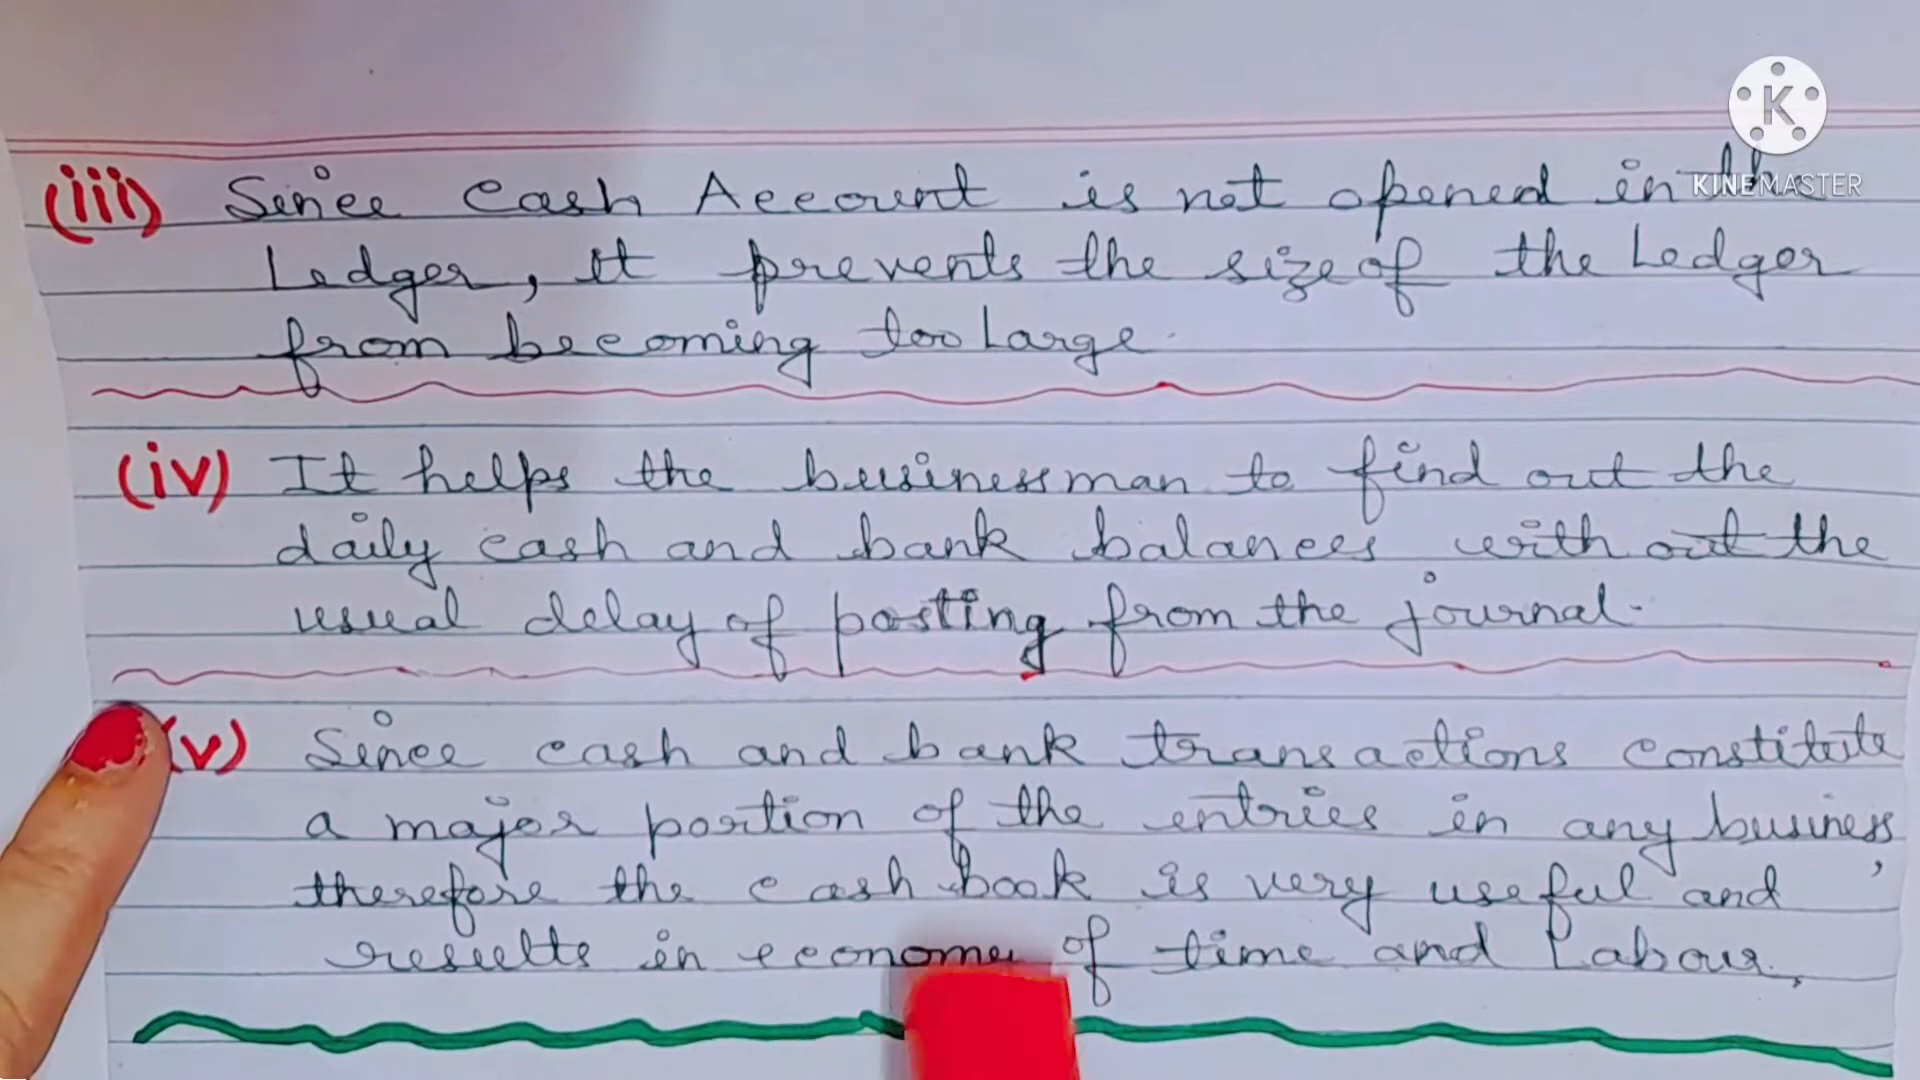 K
KINEMASTER
(iii) Since Cash Account is not opened in the
Ledger, it prevents the size of the Ledger
from becoming too Large.
(iv) It helps the businessman to find out the
daily cash and bank balances without the
usual delay of posting from the journal.
(v) Since cash and bank transactions constitute
a major portion of the entries in any business,
therefore the cash book is very useful and
results in economy of time and Labour.